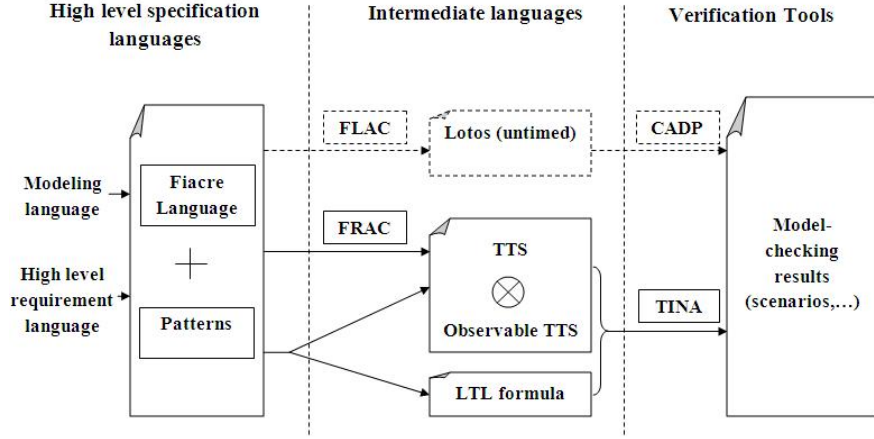 High level specification
languages
Intermediate languages
Verification Tools
FLAC
Lotos (untimed)
CADP
Modeling
language
Fiacre
Language
FRAC
TTS
High level
requirement
language
Patterns
Observable TTS
TINA
LTL formula
Model-
checking
results
(scenarios,...)